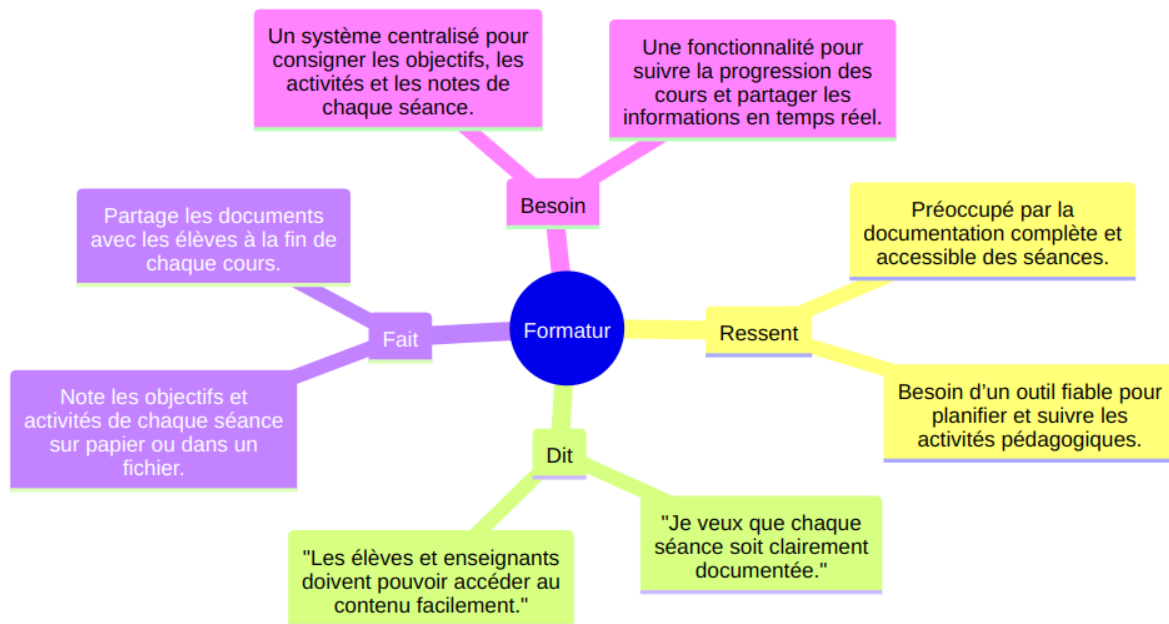 Un système centralisé pour
consigner les objectifs, les
activités et les notes de
chaque séance.
Une fonctionnalité pour
suivre la progression des
cours et partager les
informations en temps réel.
Besoin
Partage les documents
avec les élèves à la fin de
chaque cours.
Préoccupé par la
documentation complète et
accessible des séances.
Fait
Formatur
Ressent
Note les objectifs et
activités de chaque séance
sur papier ou dans un
fichier.
Besoin d’un outil fiable pour
planifier et suivre les
activités pédagogiques.
Dit
"Les élèves et enseignants
doivent pouvoir accéder au
contenu facilement."
"Je veux que chaque
séance soit clairement
documentée."